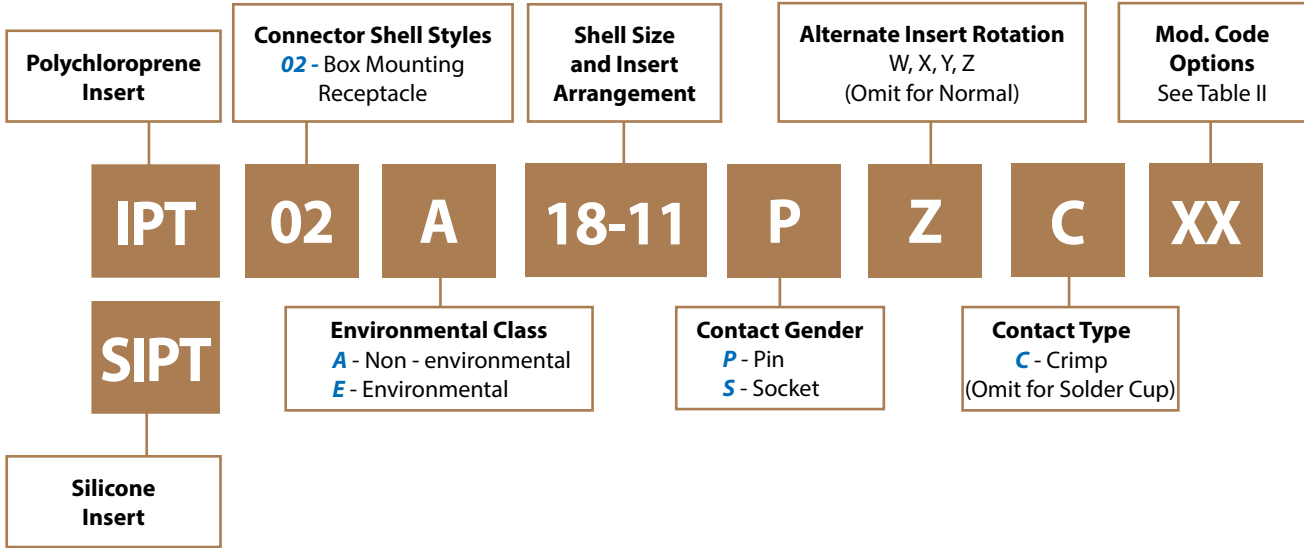 Polychloroprene
Insert
Connector Shell Styles
02 - Box Mounting
Receptacle
Shell Size
and Insert
Arrangement
Alternate Insert Rotation
W, X, Y, Z
(Omit for Normal)
Mod. Code
Options
See Table II
IPT
02
A
18-11
P
Z
C
XX
SIPT
Environmental Class
A - Non - environmental
E - Environmental
Contact Gender
P - Pin
S - Socket
Contact Type
C - Crimp
(Omit for Solder Cup)
Silicone
Insert